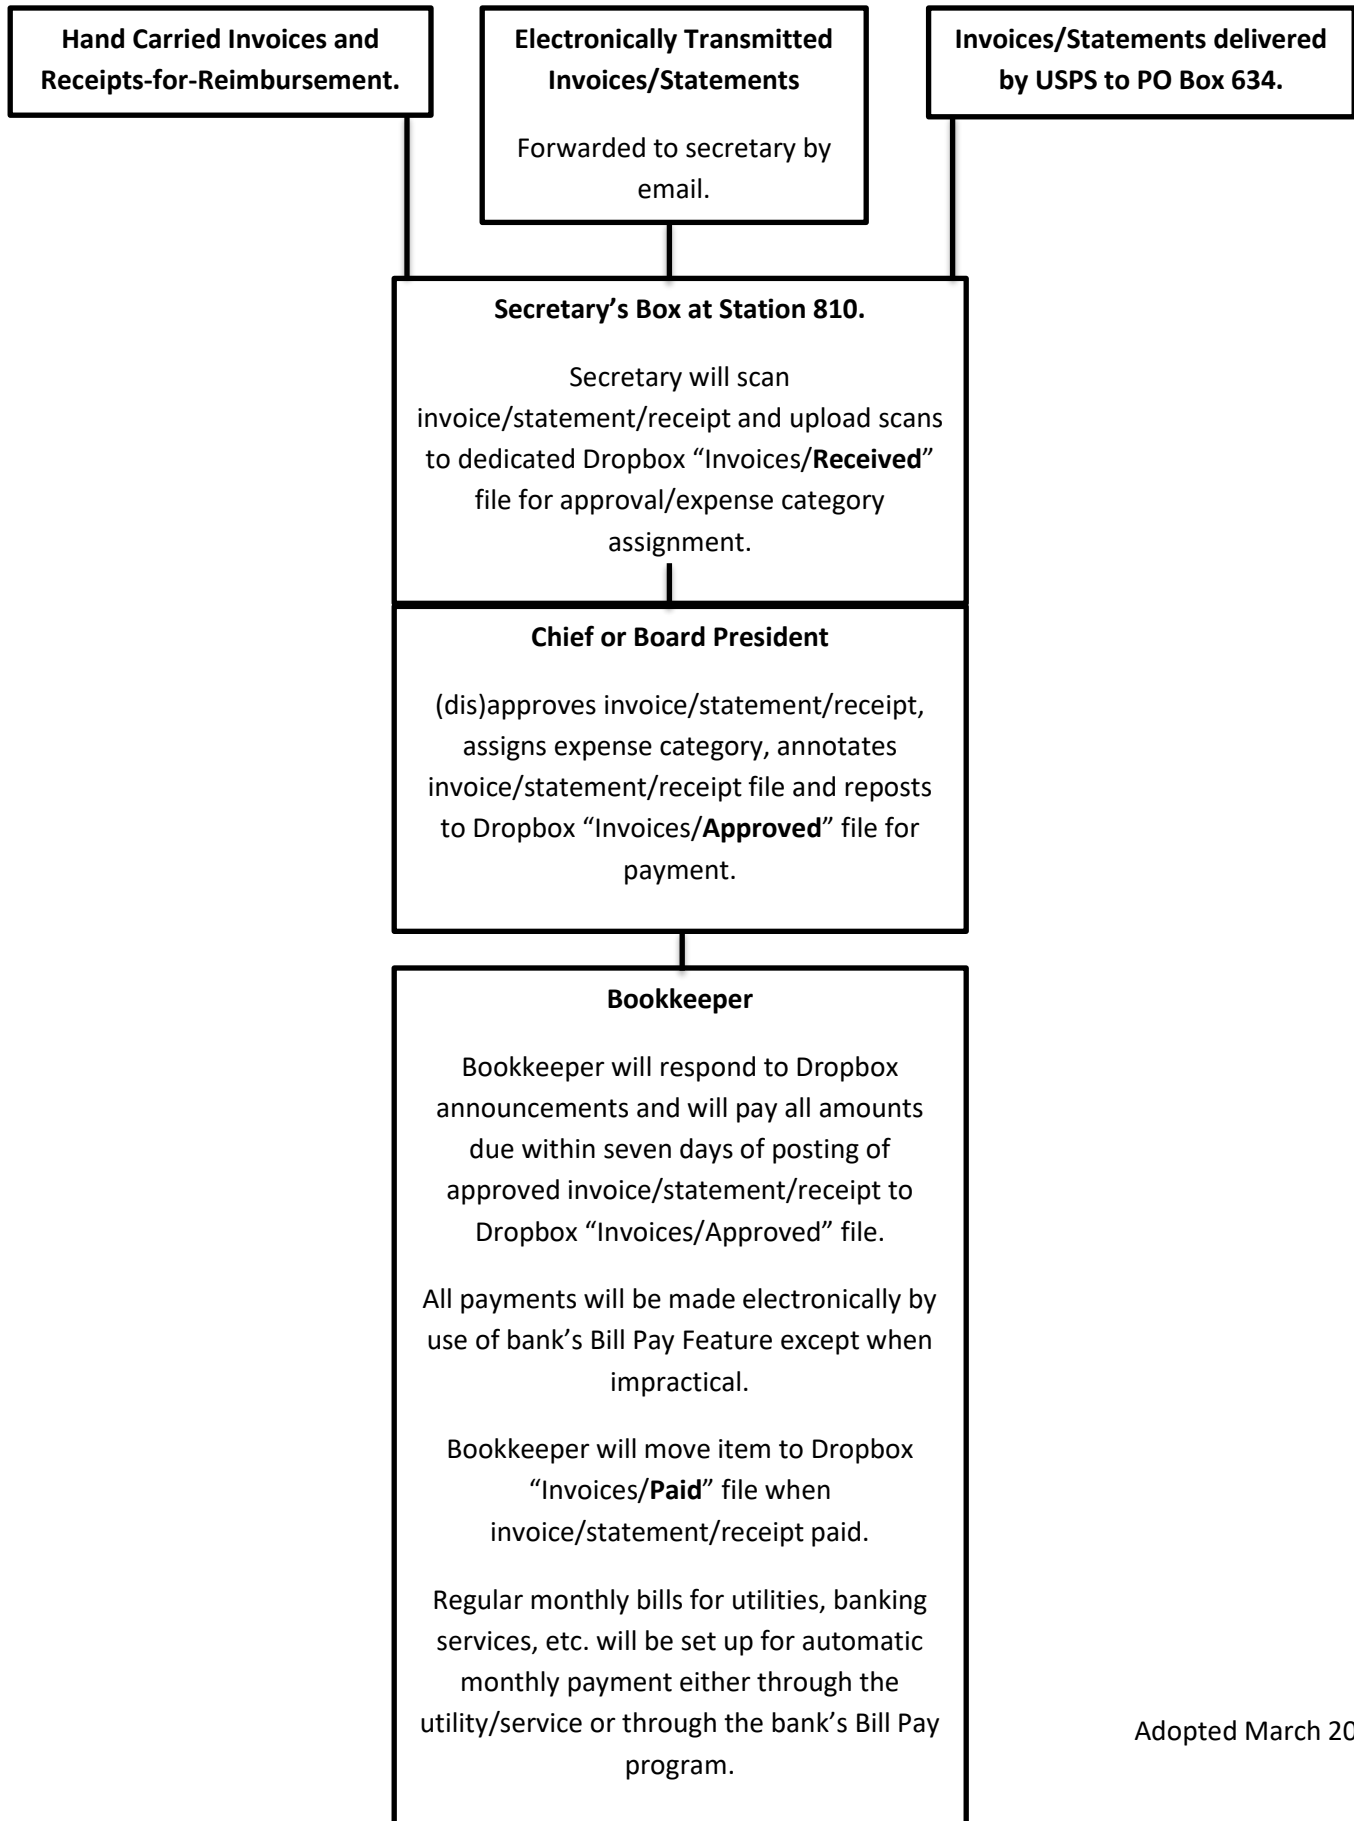 Hand Carried Invoices and
Receipts-for-Reimbursement.
Electronically Transmitted
Invoices/Statements
Forwarded to secretary by
email.
Invoices/Statements delivered
by USPS to PO Box 634.
Secretary’s Box at Station 810.
Secretary will scan
invoice/statement/receipt and upload scans
to dedicated Dropbox “Invoices/Received”
file for approval/expense category
assignment.
Chief or Board President
(dis)approves invoice/statement/receipt,
assigns expense category, annotates
invoice/statement/receipt file and reposts
to Dropbox “Invoices/Approved” file for
payment.
Bookkeeper
Bookkeeper will respond to Dropbox
announcements and will pay all amounts
due within seven days of posting of
approved invoice/statement/receipt to
Dropbox “Invoices/Approved” file.
All payments will be made electronically by
use of bank’s Bill Pay Feature except when
impractical.
Bookkeeper will move item to Dropbox
“Invoices/Paid” file when
invoice/statement/receipt paid.
Regular monthly bills for utilities, banking
services, etc. will be set up for automatic
monthly payment either through the
utility/service or through the bank’s Bill Pay
program.
Adopted March 20